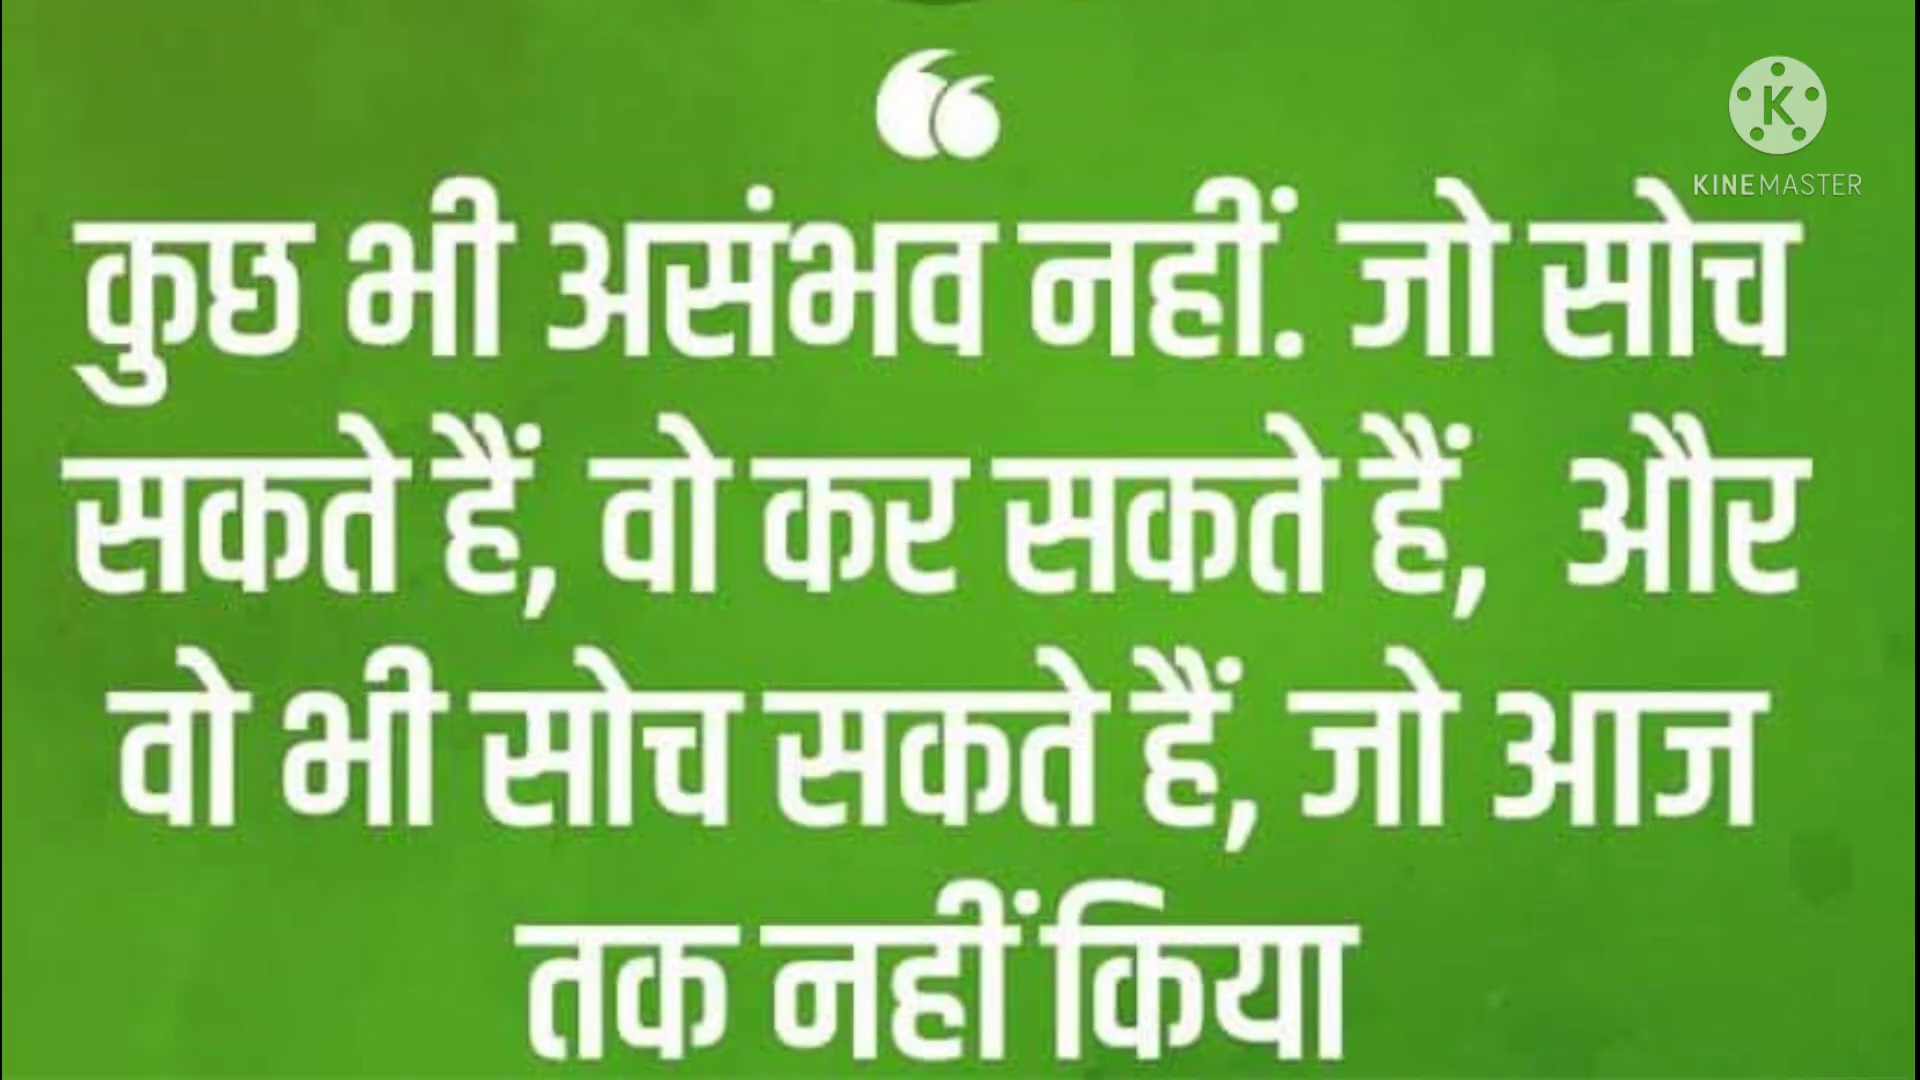 “
KINEMASTER
कुछ भी असंभव नहीं. जो सोच
सकते हैं, वो कर सकते हैं, और
वो भी सोच सकते हैं, जो आज
तक नहीं किया